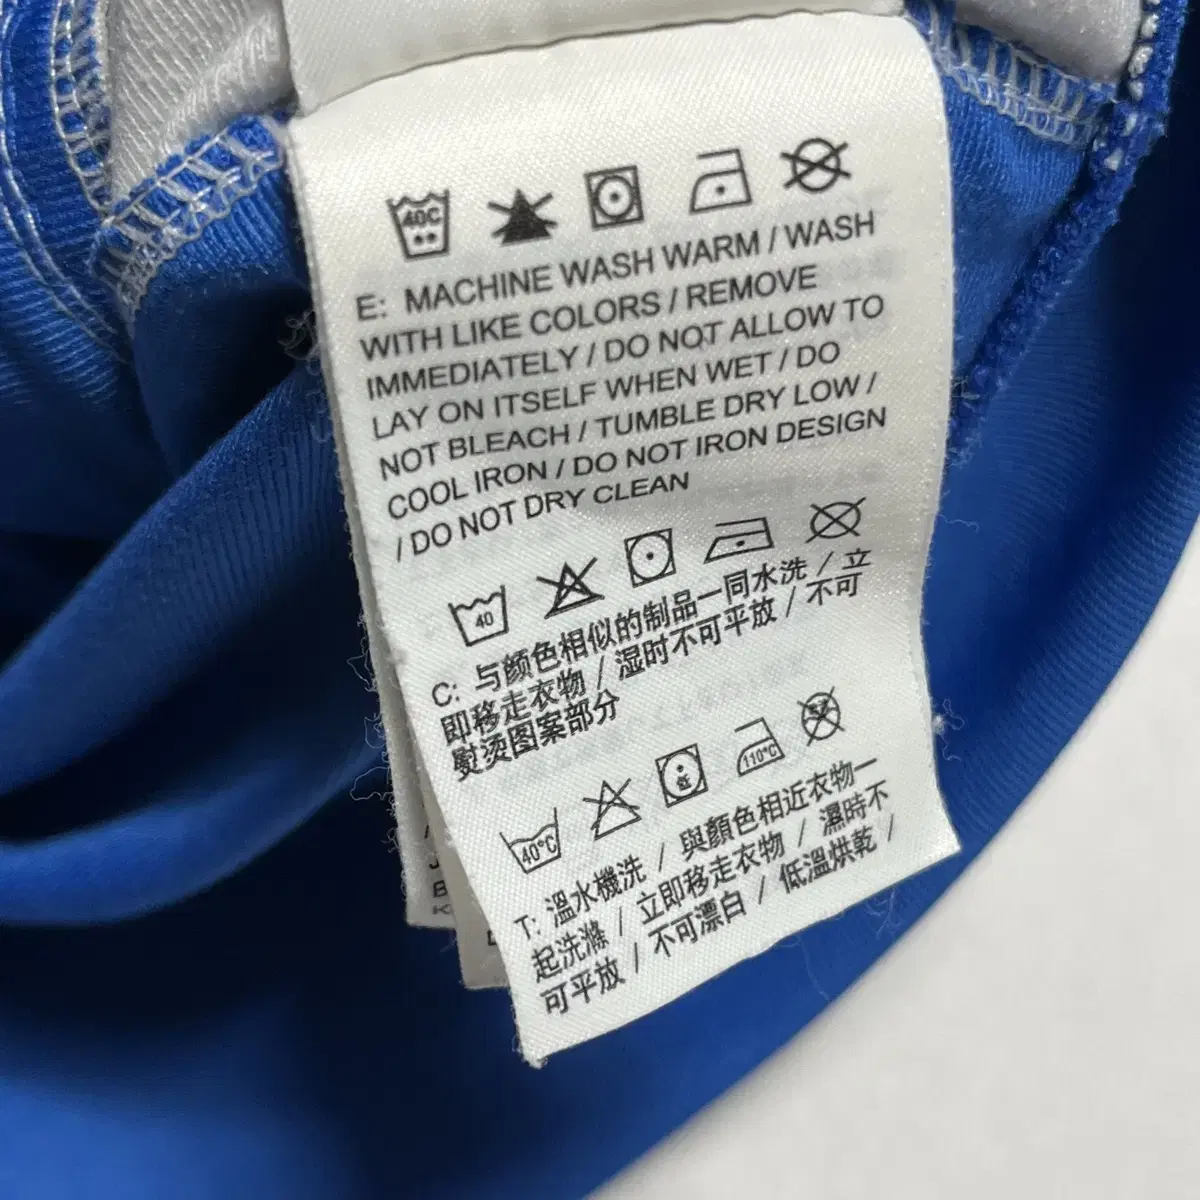 40C
E: MACHINE WASH WARM / WASH
WITH LIKE COLORS / REMOVE
IMMEDIATELY / DO NOT ALLOW TO
LAY ON ITSELF WHEN WET / DO
NOT BLEACH / TUMBLE DRY LOW /
COOL IRON / DO NOT IRON DESIGN
/ DO NOT DRY CLEAN
40
C: 与颜色相似的制品一同水洗 / 立
即移走衣物 / 湿时不可平放 / 不可
熨烫图案部分
40°C 低 110°C
T: 溫水機洗 / 與顏色相近衣物一
起洗滌 / 立即移走衣物 / 濕時不
可平放 / 不可漂白 / 低溫烘乾 /